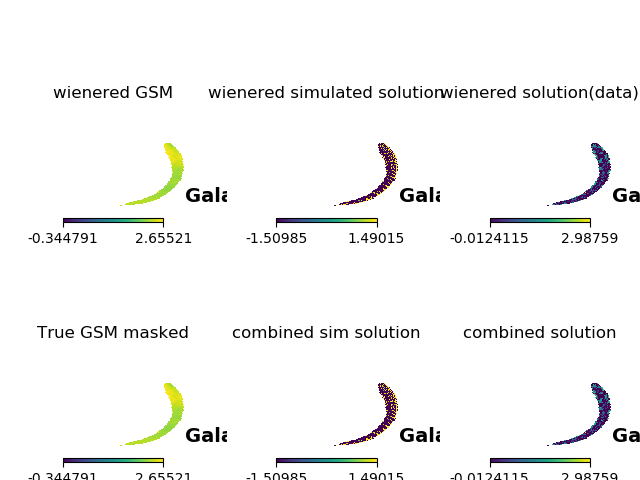 wienered GSM wienered simulated solution wienered solution(data)
Gala Gala Ga
-0.344791 2.65521 -1.50985 1.49015 -0.0124115 2.98759
True GSM masked combined sim solution combined solution
Gala Gala Ga
-0.344791 2.65521 -1.50985 1.49015 -0.0124115 2.98759